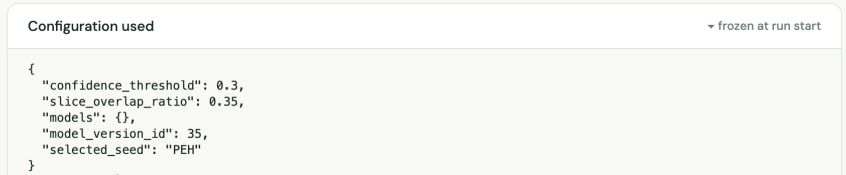 Configuration used
frozen at run start
{
"confidence_threshold": 0.3,
"slice_overlap_ratio": 0.35,
"models": {},
"model_version_id": 35,
"selected_seed": "PEH"
}